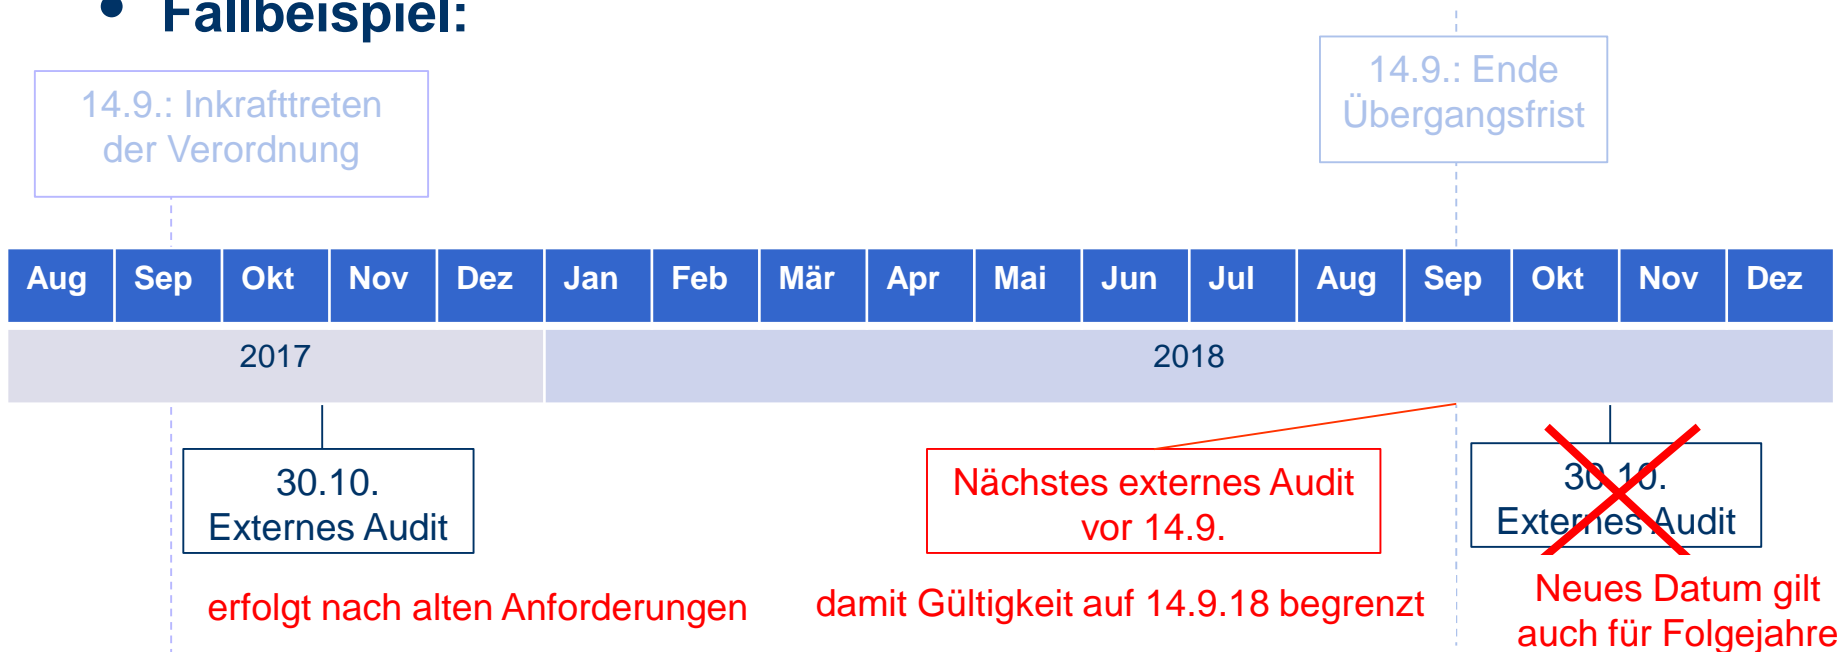 • Fallbeispiel:
14.9.: Inkrafttreten
der Verordnung
14.9.: Ende
Übergangsfrist
Aug Sep Okt Nov Dez Jan Feb Mär Apr Mai Jun Jul Aug Sep Okt Nov Dez
2017 2018
30.10.
Externes Audit
Nächstes externes Audit
vor 14.9.
30.10.
Externes Audit
erfolgt nach alten Anforderungen
damit Gültigkeit auf 14.9.18 begrenzt
Neues Datum gilt
auch für Folgejahre